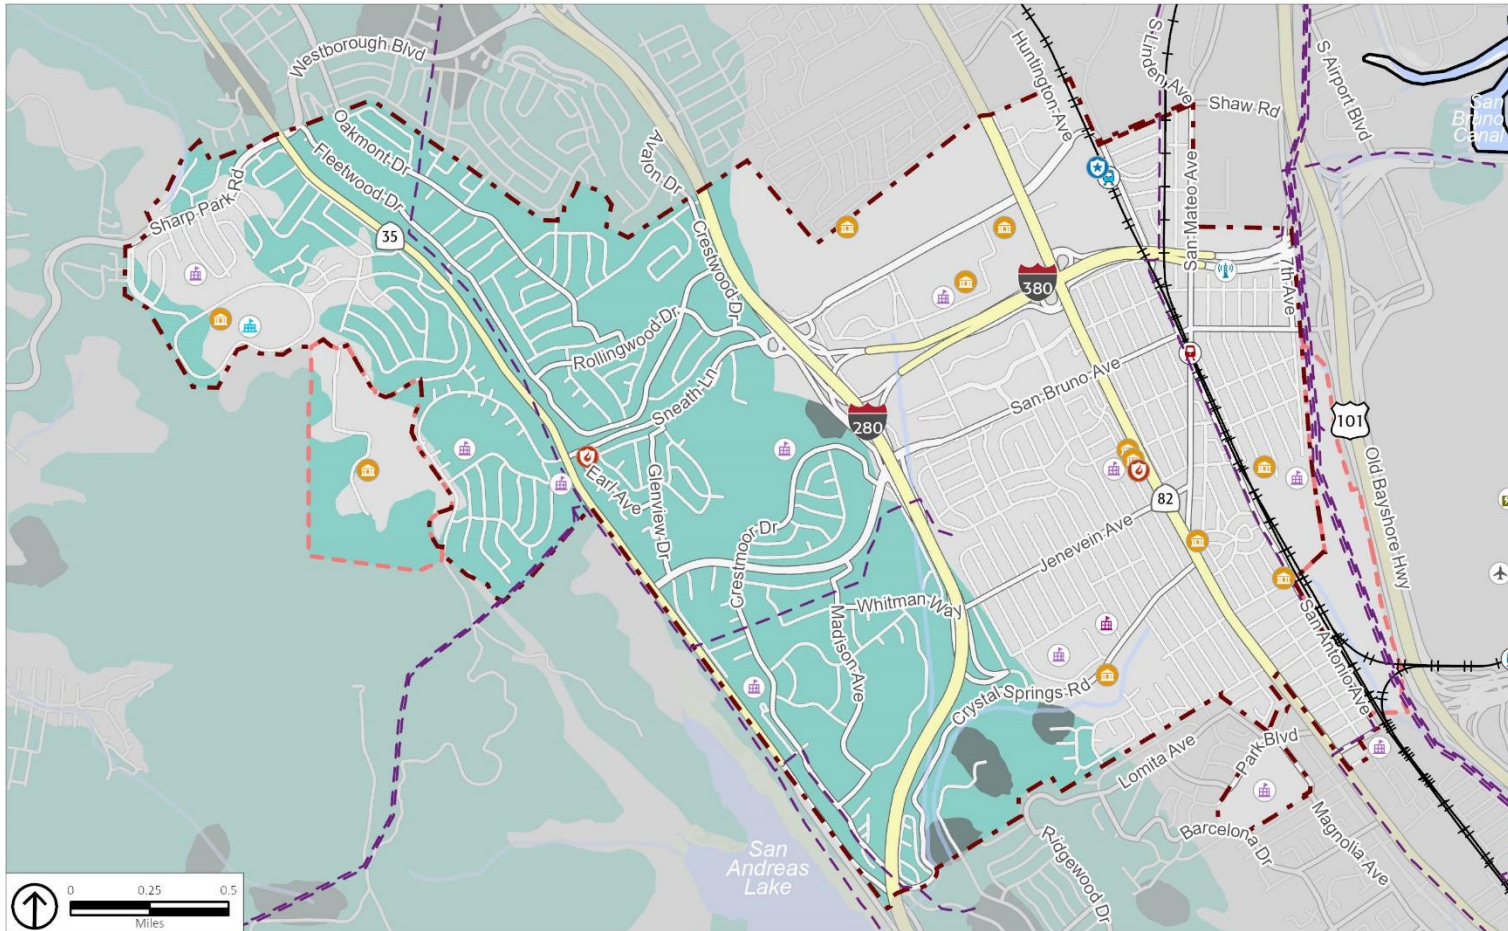 Westborough Blvd
Huntington Ave
S Linden Ave
Shaw Rd
S Airport Blvd
San
Bruno
Canal
Oakmont Dr
Fleetwood Dr
Avalon Dr
Sharp Park Rd
35
Crestwood Dr
San Mateo Ave
7th Ave
380
Rollingwood Dr
Sneath Ln
San Bruno Ave
280
101
Earl Ave
Glenview Dr
82
Old Bayshore Hwy
Crestmoor Dr
Jenevein Ave
Whitman Way
Madison Ave
San Antonio Ave
Crystal Springs Rd
Lomita Ave
Park Blvd
Magnolia Ave
Barcelona Dr
Ridgewood Dr
San
Andreas
Lake
0 0.25 0.5
Miles